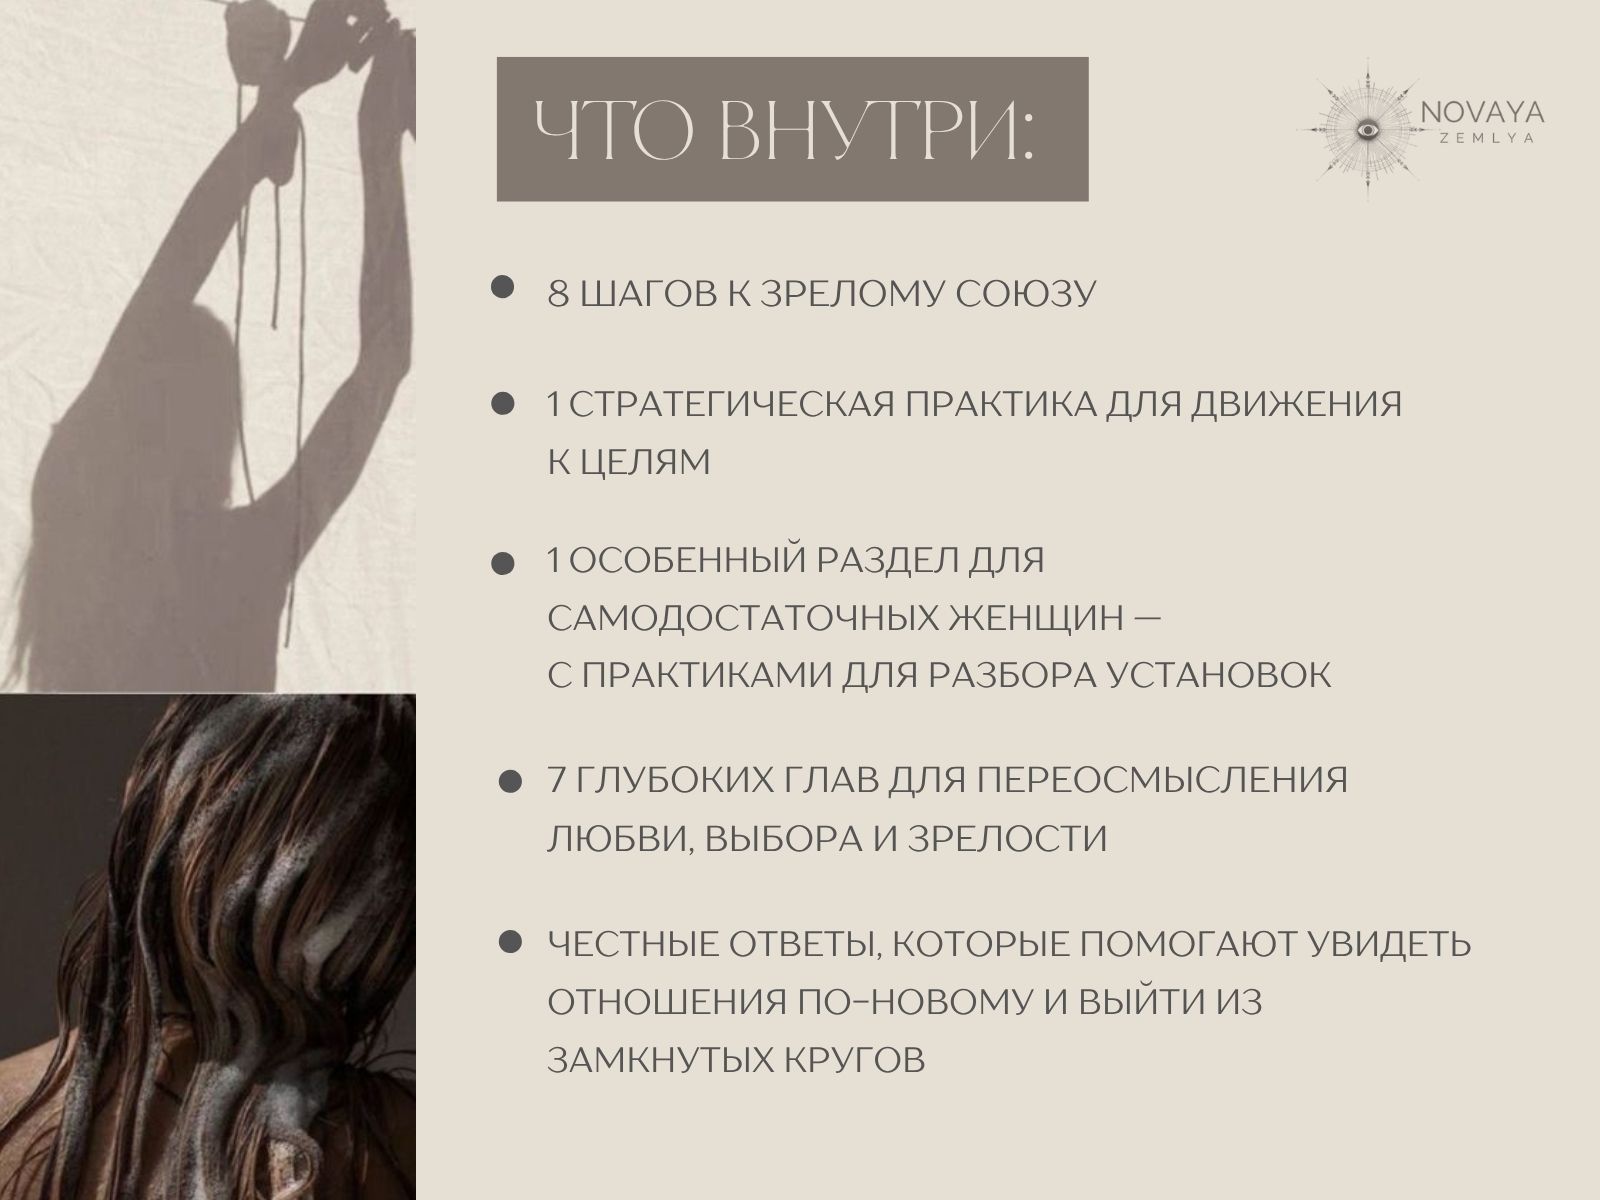 ЧТО ВНУТРИ:
NOVAYA
ZEMLYA
8 ШАГОВ К ЗРЕЛОМУ СОЮЗУ
1 СТРАТЕГИЧЕСКАЯ ПРАКТИКА ДЛЯ ДВИЖЕНИЯ
К ЦЕЛЯМ
1 ОСОБЕННЫЙ РАЗДЕЛ ДЛЯ
САМОДОСТАТОЧНЫХ ЖЕНЩИН —
С ПРАКТИКАМИ ДЛЯ РАЗБОРА УСТАНОВОК
7 ГЛУБОКИХ ГЛАВ ДЛЯ ПЕРЕОСМЫСЛЕНИЯ
ЛЮБВИ, ВЫБОРА И ЗРЕЛОСТИ
ЧЕСТНЫЕ ОТВЕТЫ, КОТОРЫЕ ПОМОГАЮТ УВИДЕТЬ
ОТНОШЕНИЯ ПО-НОВОМУ И ВЫЙТИ ИЗ
ЗАМКНУТЫХ КРУГОВ